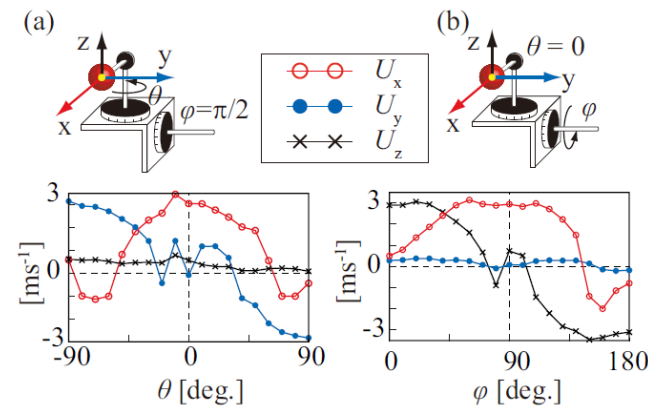 (a)
z
y
x
θ
φ=π/2
U_x
U_y
U_z
(b)
z
θ = 0
y
x
φ
[ms⁻¹]
3
0
-3
-90
0
90
θ [deg.]
[ms⁻¹]
3
0
-3
0
90
180
φ [deg.]